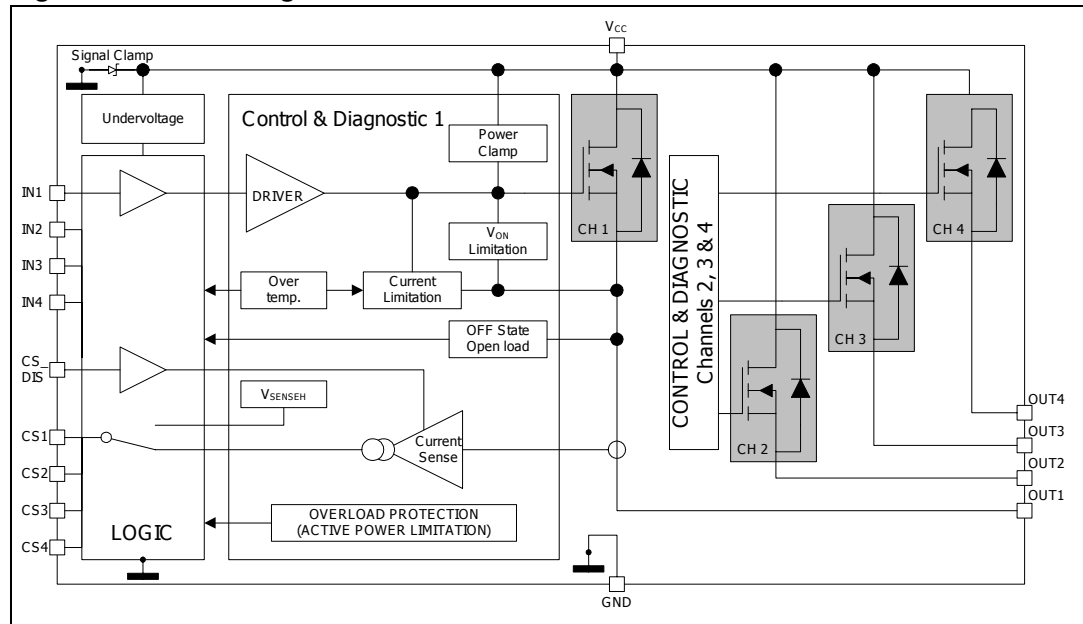 VCC
Signal Clamp
Undervoltage
Control & Diagnostic 1
Power
Clamp
IN1
DRIVER
CH 1
CONTROL & DIAGNOSTIC
Channels 2, 3 & 4
CH 4
IN2
VON
Limitation
IN3
Over
temp.
Current
Limitation
CH 3
IN4
OFF State
Open load
CS_
DIS
VSENSEH
CH 2
OUT4
CS1
Current
Sense
OUT3
CS2
OUT2
CS3
OUT1
OVERLOAD PROTECTION
(ACTIVE POWER LIMITATION)
LOGIC
CS4
GND